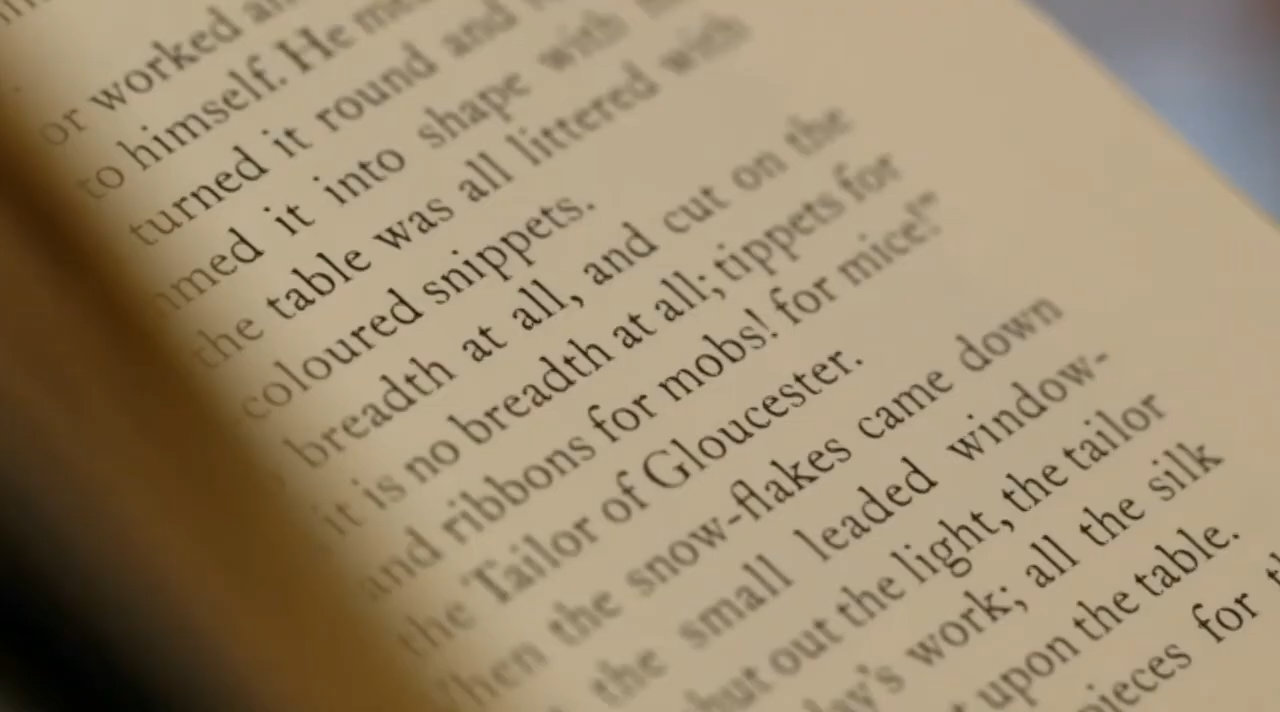 or worked
to himself. He
turned it round and
it into shape with
the table was all littered with
coloured snippets.
breadth at all, and cut on the
it is no breadth at all; tippets for
and ribbons for mobs! for mice!"
the Tailor of Gloucester.
the snow-flakes came down
the small leaded window-
out the light, the tailor
work; all the silk
upon the table.
pieces for